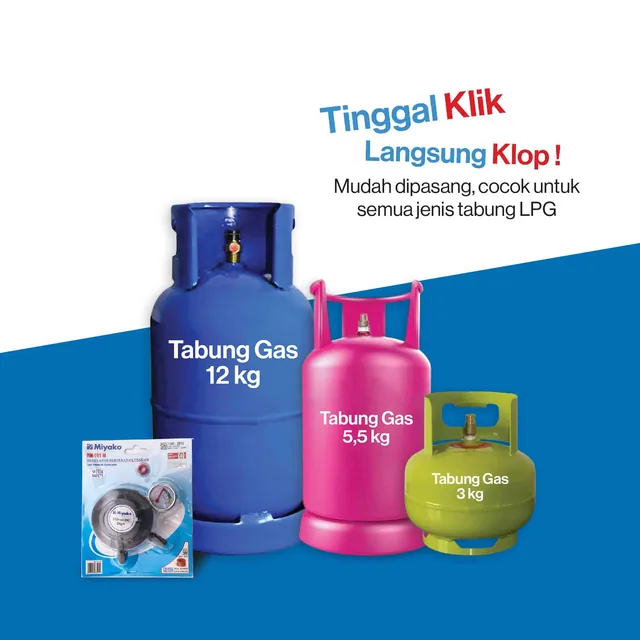 Tinggal Klik
Langsung Klop !
Mudah dipasang, cocok untuk
semua jenis tabung LPG
Tabung Gas
12 kg
Tabung Gas
5,5 kg
Tabung Gas
3 kg
Miyako
Miyako